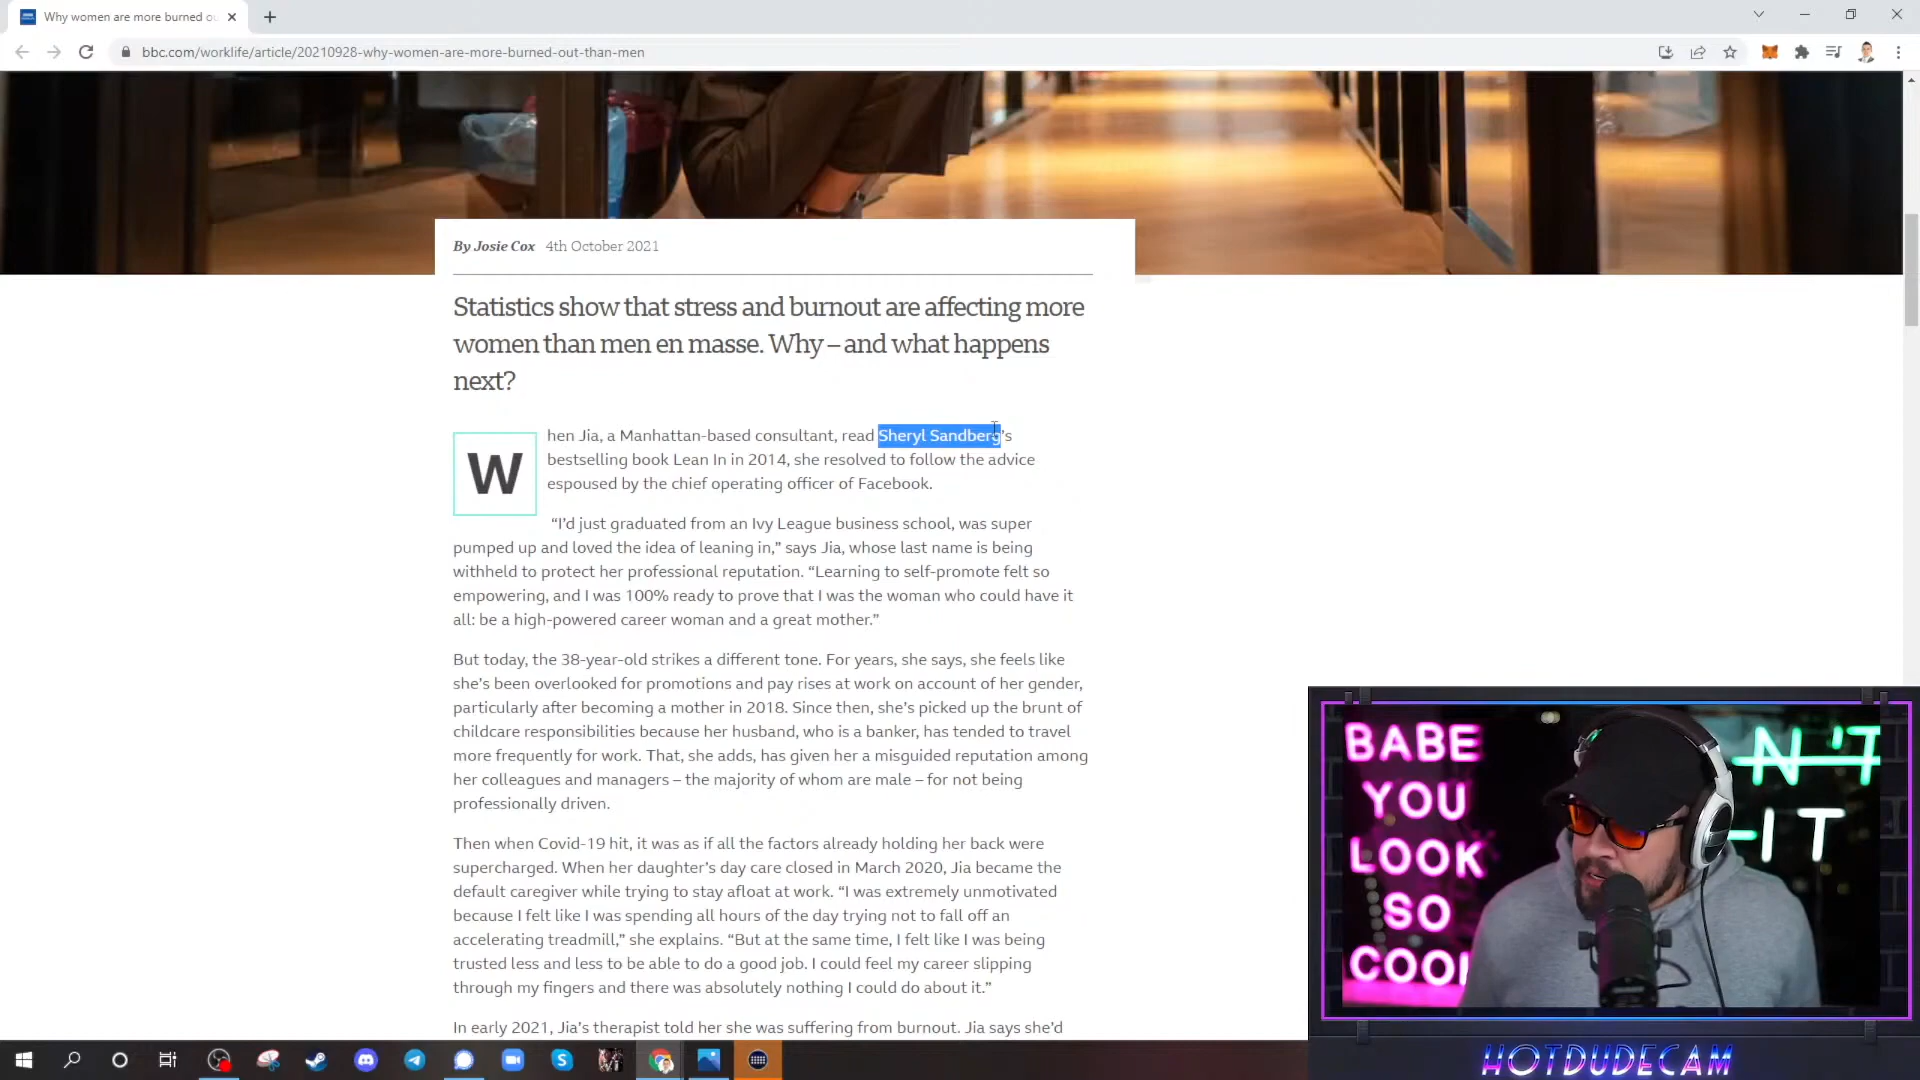 Why women are more burned ou
bbc.com/worklife/article/20210928-why-women-are-more-burned-out-than-men
By Josie Cox 4th October 2021
Statistics show that stress and burnout are affecting more
women than men en masse. Why – and what happens
next?
When Jia, a Manhattan-based consultant, read Sheryl Sandberg's
bestselling book Lean In in 2014, she resolved to follow the advice
espoused by the chief operating officer of Facebook.
“I'd just graduated from an Ivy League business school, was super
pumped up and loved the idea of leaning in,” says Jia, whose last name is being
withheld to protect her professional reputation. “Learning to self-promote felt so
empowering, and I was 100% ready to prove that I was the woman who could have it
all: be a high-powered career woman and a great mother.”
But today, the 38-year-old strikes a different tone. For years, she says, she feels like
she's been overlooked for promotions and pay rises at work on account of her gender,
particularly after becoming a mother in 2018. Since then, she's picked up the brunt of
childcare responsibilities because her husband, who is a banker, has tended to travel
more frequently for work. That, she adds, has given her a misguided reputation among
her colleagues and managers – the majority of whom are male – for not being
professionally driven.
Then when Covid-19 hit, it was as if all the factors already holding her back were
supercharged. When her daughter's day care closed in March 2020, Jia became the
default caregiver while trying to stay afloat at work. “I was extremely unmotivated
because I felt like I was spending all hours of the day trying not to fall off an
accelerating treadmill,” she explains. “But at the same time, I felt like I was being
trusted less and less to be able to do a good job. I could feel my career slipping
through my fingers and there was absolutely nothing I could do about it.”
In early 2021, Jia's therapist told her she was suffering from burnout. Jia says she'd
BABE
YOU
LOOK
SO
COOL
N'T
IT
HOTDUDECAM